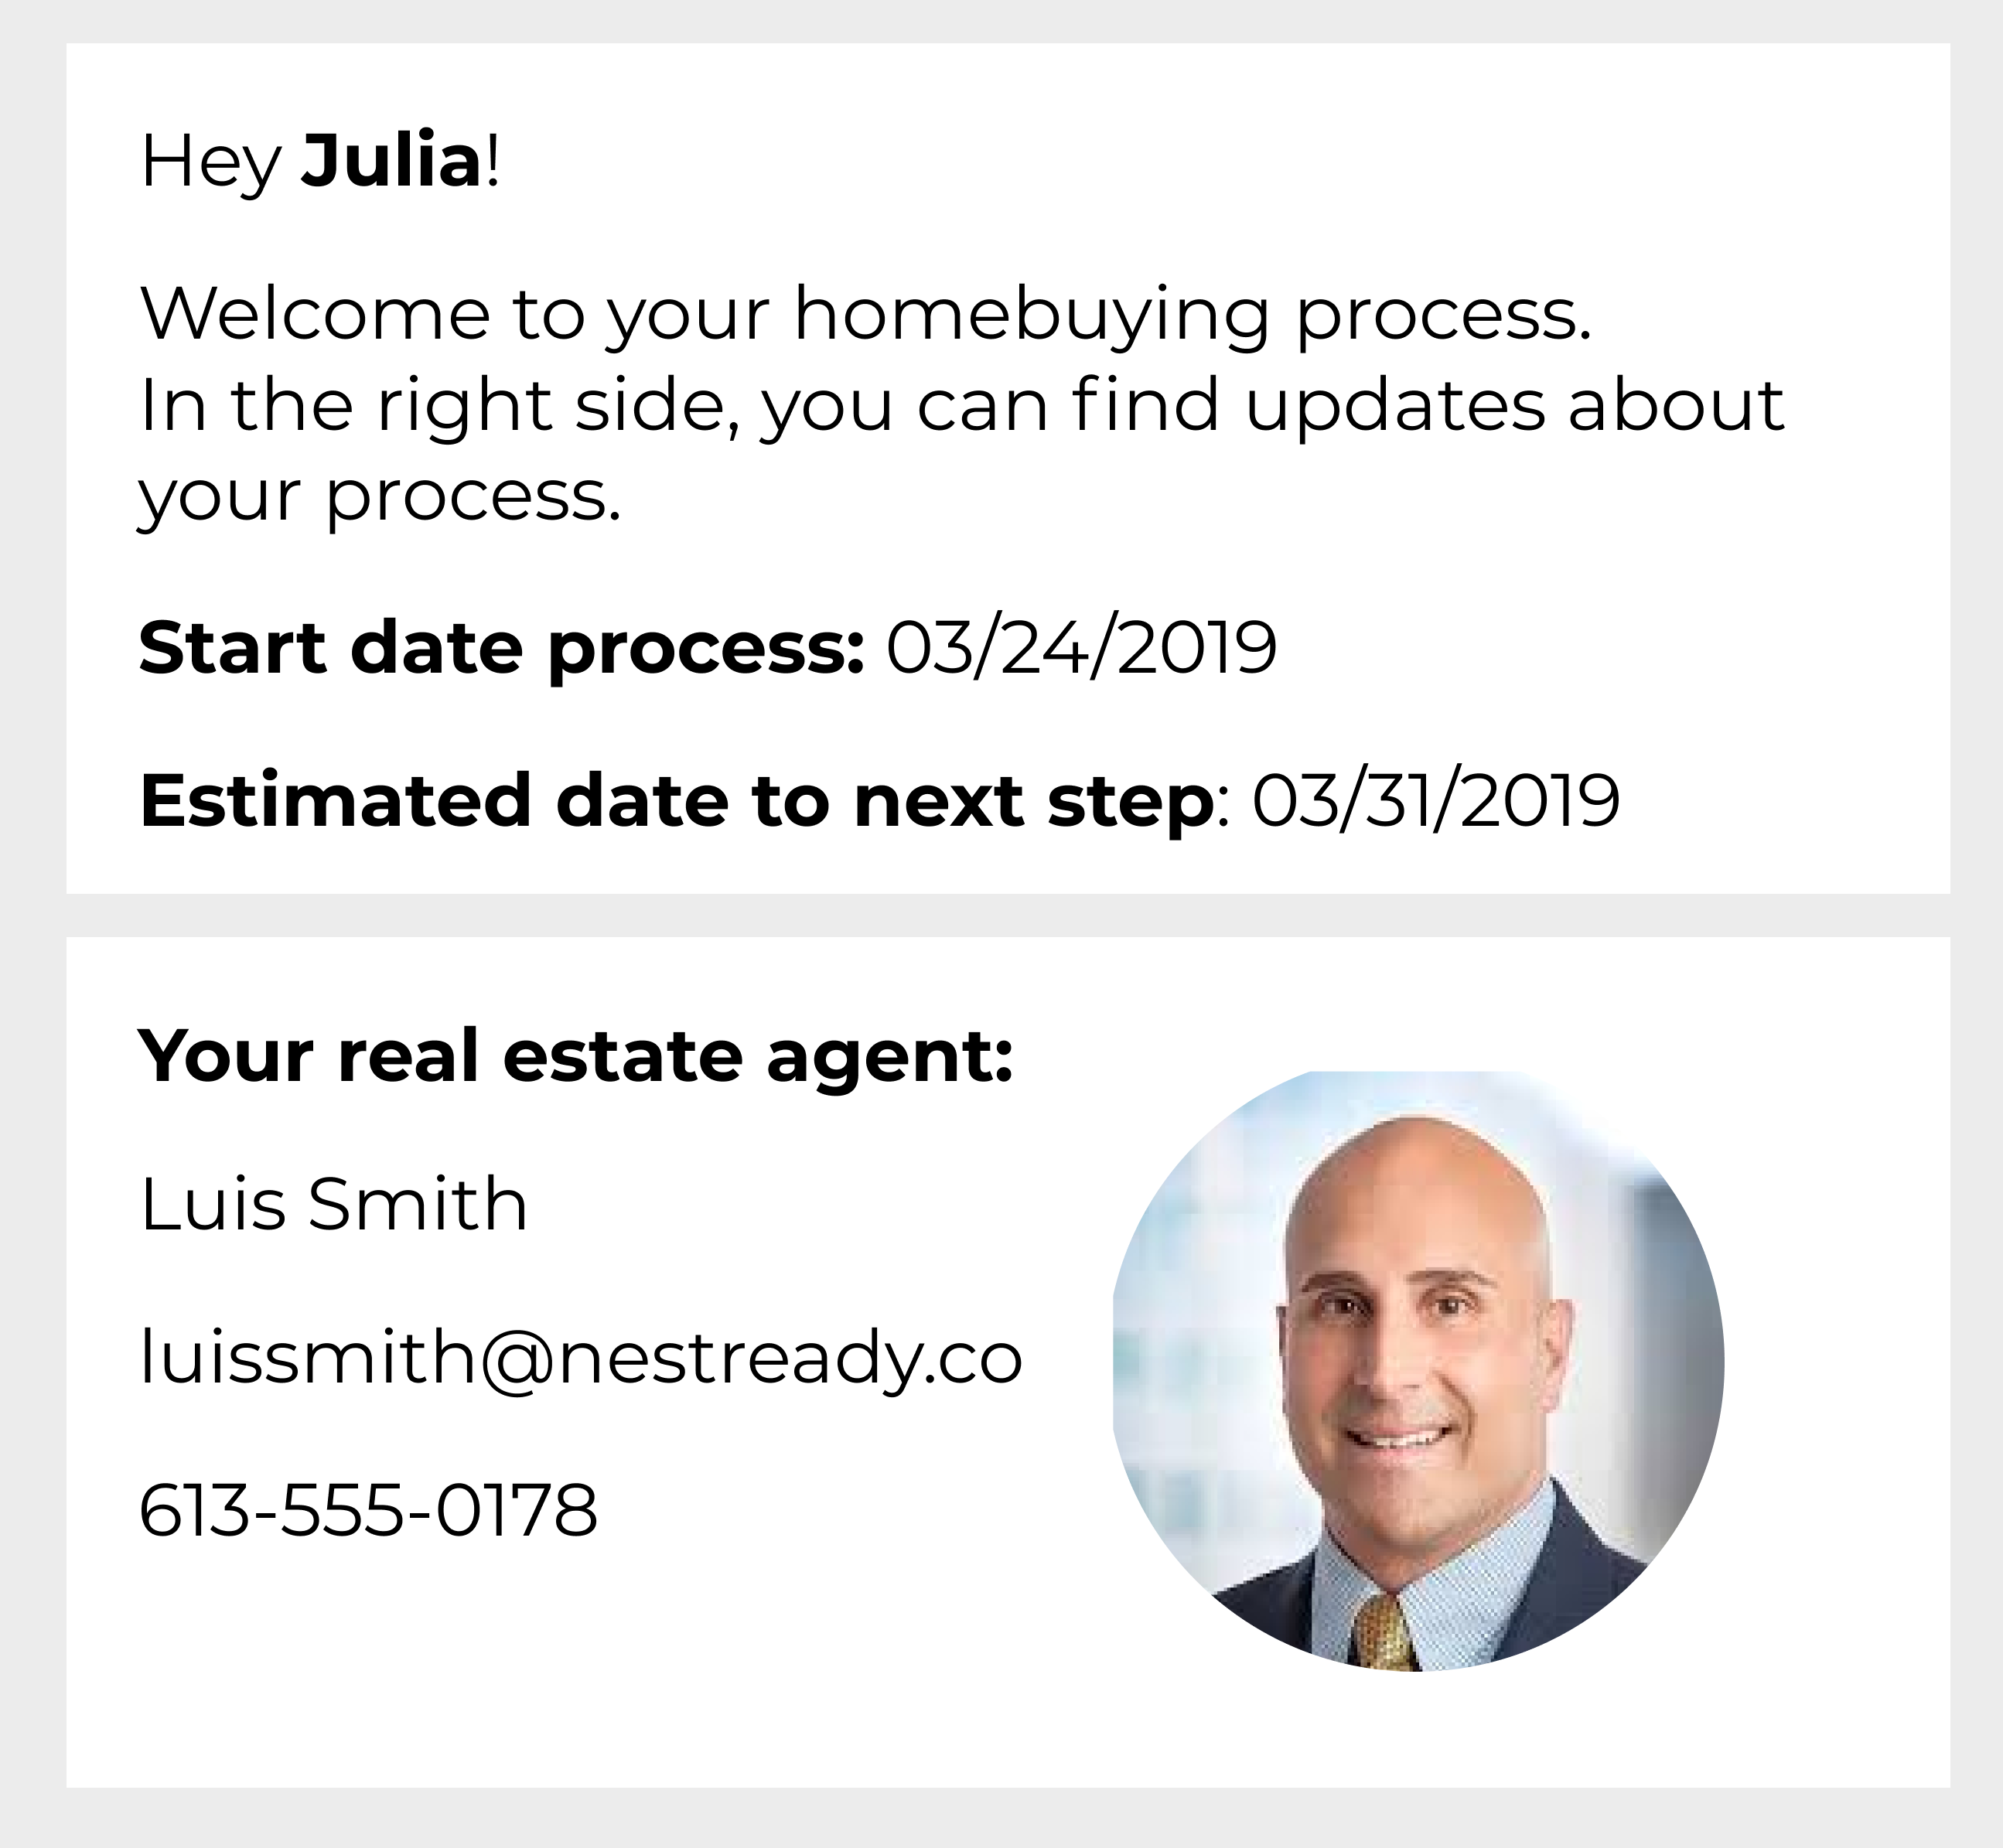 Hey Julia!
Welcome to your homebuying process.
In the right side, you can find updates about
your process.
Start date process: 03/24/2019
Estimated date to next step: 03/31/2019
Your real estate agent:
Luis Smith
luissmith@nestready.co
613-555-0178